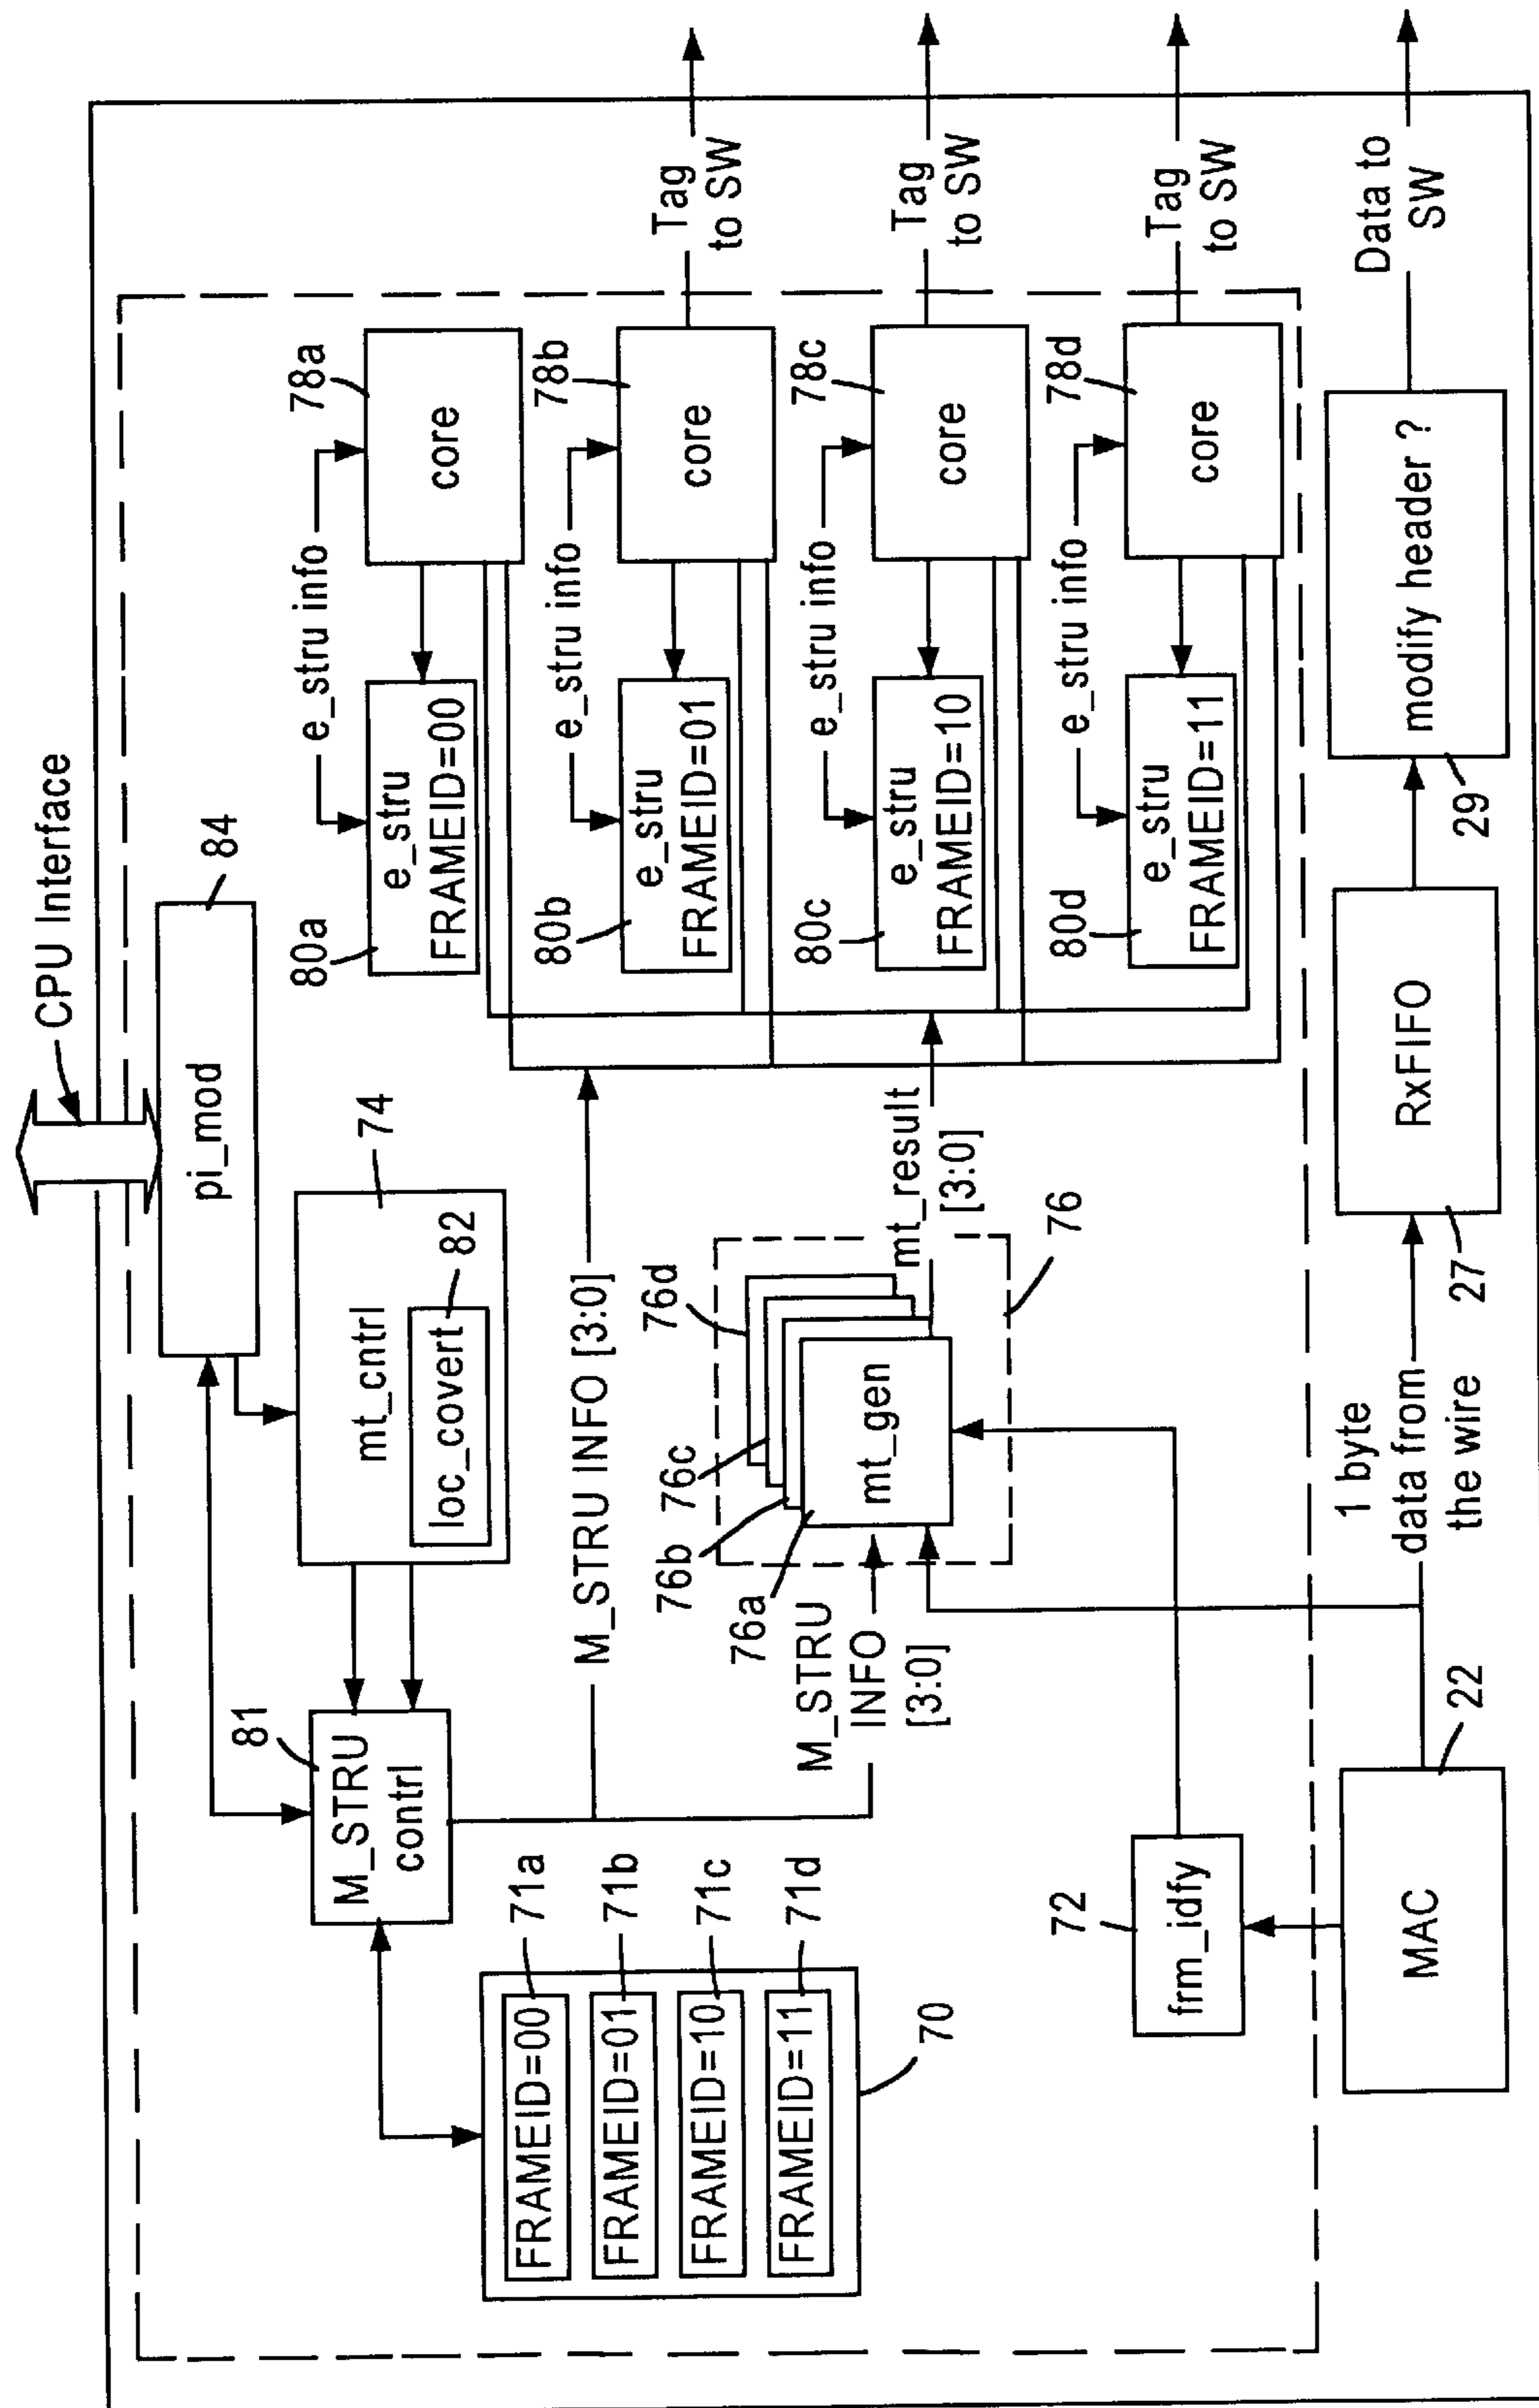 CPU Interface
pi_mod
84
mt_cntrl
74
loc_covert
82
81
M_STRU
contrl
FRAMEID=00
71a
FRAMEID=01
71b
FRAMEID=10
71c
FRAMEID=11
71d
70
M_STRU INFO [3:0]
M_STRU
INFO
[3:0]
76a
76b
76c
76d
mt_gen
76
mt_result
[3:0]
80a
e_stru
FRAMEID=00
e_stru info
78a
core
80b
e_stru
FRAMEID=01
e_stru info
78b
core
Tag
to SW
80c
e_stru
FRAMEID=10
e_stru info
78c
core
Tag
to SW
80d
e_stru
FRAMEID=11
e_stru info
78d
core
Tag
to SW
72
frm_idfy
MAC
22
1 byte
data from
the wire
RxFIFO
27
modify header ?
29
Data to
SW